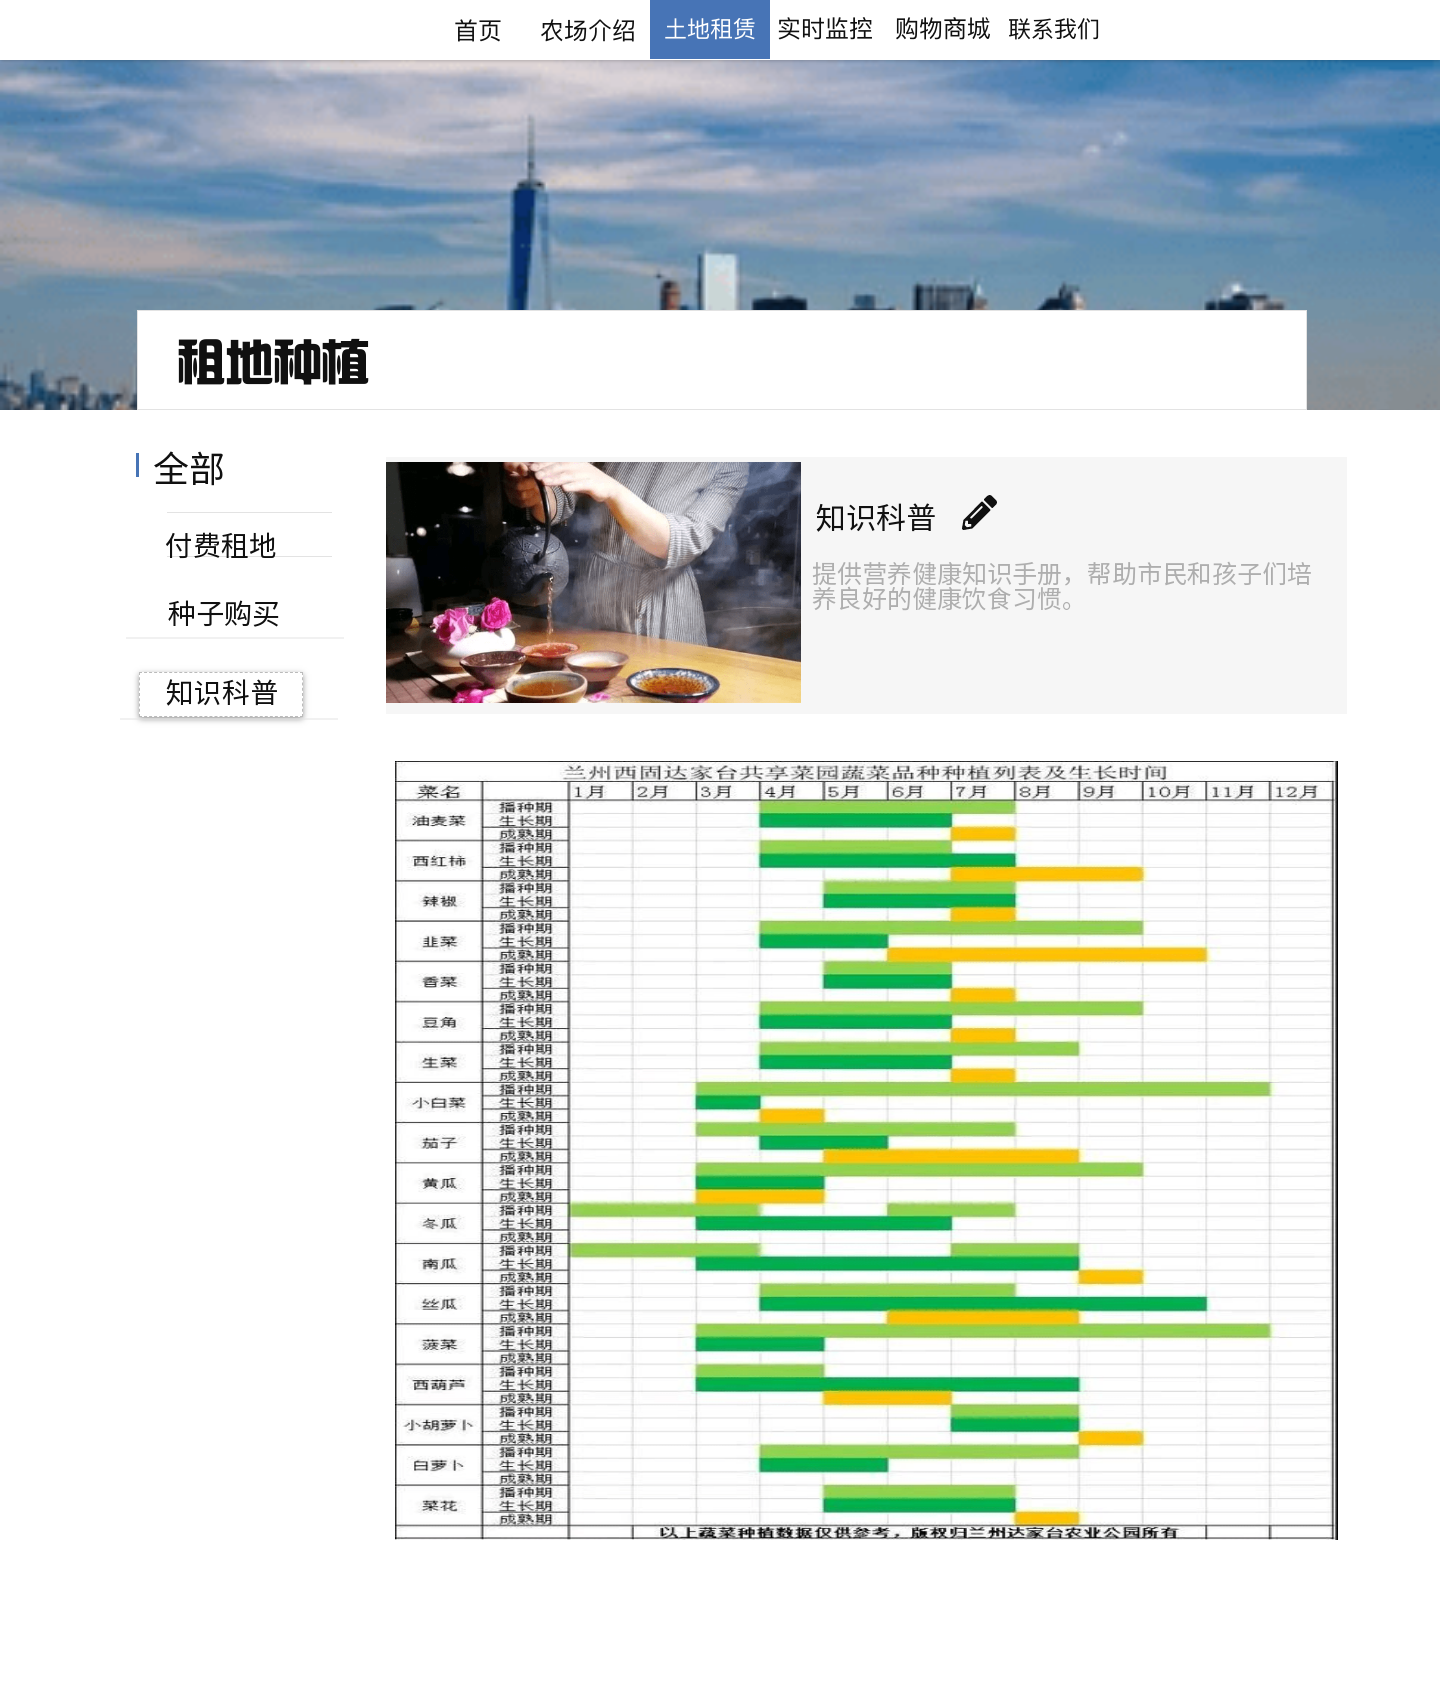 首页 农场介绍 土地租赁 实时监控 购物商城 联系我们
租地种植
全部
付费租地
种子购买
知识科普
知识科普
提供营养健康知识手册，帮助市民和孩子们培
养良好的健康饮食习惯。
兰州西固达家台共享菜园蔬菜品种种植列表及生长时间
菜名 1月 2月 3月 4月 5月 6月 7月 8月 9月 10月 11月 12月
油麦菜 播种期
生长期
成熟期
西红柿 播种期
生长期
成熟期
辣椒 播种期
生长期
成熟期
韭菜 播种期
生长期
成熟期
香菜 播种期
生长期
成熟期
豆角 播种期
生长期
成熟期
生菜 播种期
生长期
成熟期
小白菜 播种期
生长期
成熟期
茄子 播种期
生长期
成熟期
黄瓜 播种期
生长期
成熟期
冬瓜 播种期
生长期
成熟期
南瓜 播种期
生长期
成熟期
丝瓜 播种期
生长期
成熟期
菠菜 播种期
生长期
成熟期
西葫芦 播种期
生长期
成熟期
小胡萝卜 播种期
生长期
成熟期
白萝卜 播种期
生长期
成熟期
菜花 播种期
生长期
成熟期
以上蔬菜种植数据仅供参考，版权归兰州达家台农业公园所有